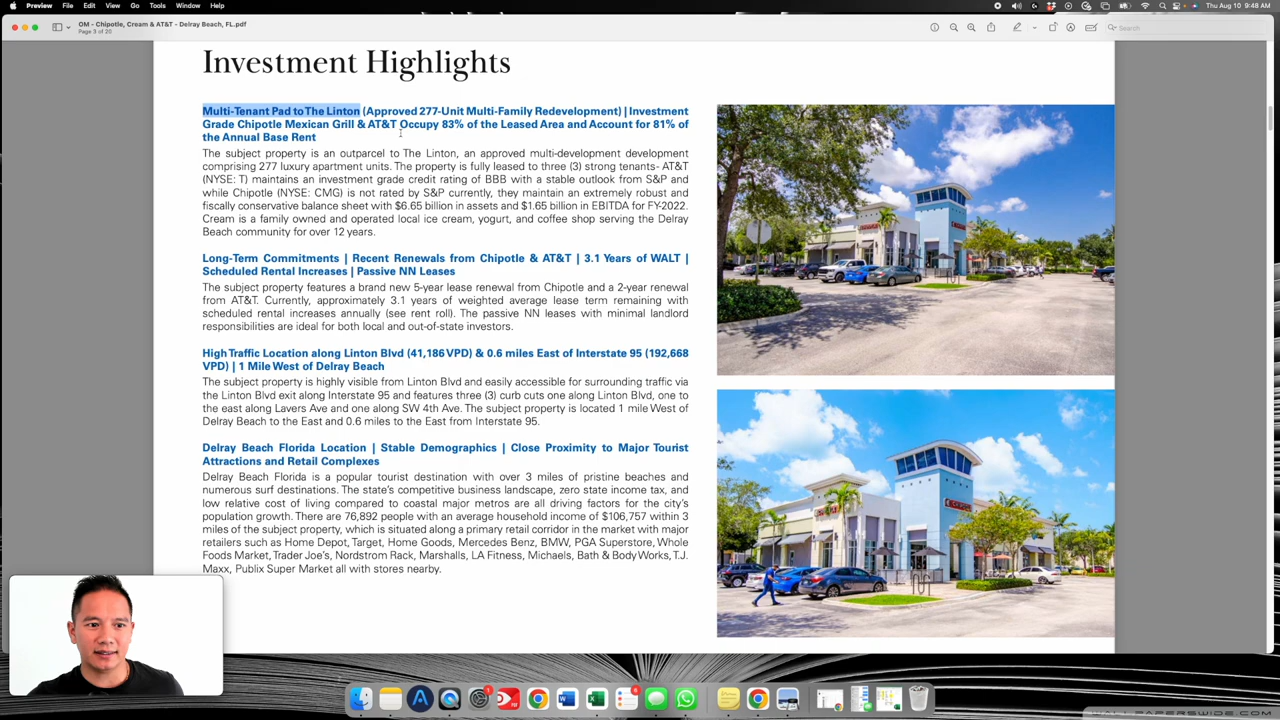 Preview File Edit View Go Tools Window Help
Thu Aug 10 9:48 AM
OM - Chipotle, Cream & AT&T - Delray Beach, FL.pdf
Page 3 of 20
Search
Investment Highlights
Multi-Tenant Pad to The Linton (Approved 277-Unit Multi-Family Redevelopment) | Investment
Grade Chipotle Mexican Grill & AT&T Occupy 83% of the Leased Area and Account for 81% of
the Annual Base Rent
The subject property is an outparcel to The Linton, an approved multi-development development
comprising 277 luxury apartment units. The property is fully leased to three (3) strong tenants- AT&T
(NYSE: T) maintains an investment grade credit rating of BBB with a stable outlook from S&P and
while Chipotle (NYSE: CMG) is not rated by S&P currently, they maintain an extremely robust and
fiscally conservative balance sheet with $6.65 billion in assets and $1.65 billion in EBITDA for FY-2022.
Cream is a family owned and operated local ice cream, yogurt, and coffee shop serving the Delray
Beach community for over 12 years.
Long-Term Commitments | Recent Renewals from Chipotle & AT&T | 3.1 Years of WALT |
Scheduled Rental Increases | Passive NN Leases
The subject property features a brand new 5-year lease renewal from Chipotle and a 2-year renewal
from AT&T. Currently, approximately 3.1 years of weighted average lease term remaining with
scheduled rental increases annually (see rent roll). The passive NN leases with minimal landlord
responsibilities are ideal for both local and out-of-state investors.
High Traffic Location along Linton Blvd (41,186 VPD) & 0.6 miles East of Interstate 95 (192,668
VPD) | 1 Mile West of Delray Beach
The subject property is highly visible from Linton Blvd and easily accessible for surrounding traffic via
the Linton Blvd exit along Interstate 95 and features three (3) curb cuts one along Linton Blvd, one to
the east along Lavers Ave and one along SW 4th Ave. The subject property is located 1 mile West of
Delray Beach to the East and 0.6 miles to the East from Interstate 95.
Delray Beach Florida Location | Stable Demographics | Close Proximity to Major Tourist
Attractions and Retail Complexes
Delray Beach Florida is a popular tourist destination with over 3 miles of pristine beaches and
numerous surf destinations. The state's competitive business landscape, zero state income tax, and
low relative cost of living compared to coastal major metros are all driving factors for the city's
population growth. There are 76,892 people with an average household income of $106,757 within 3
miles of the subject property, which is situated along a primary retail corridor in the market with major
retailers such as Home Depot, Target, Home Goods, Mercedes Benz, BMW, PGA Superstore, Whole
Foods Market, Trader Joe's, Nordstrom Rack, Marshalls, LA Fitness, Michaels, Bath & Body Works, T.J.
Maxx, Publix Super Market all with stores nearby.